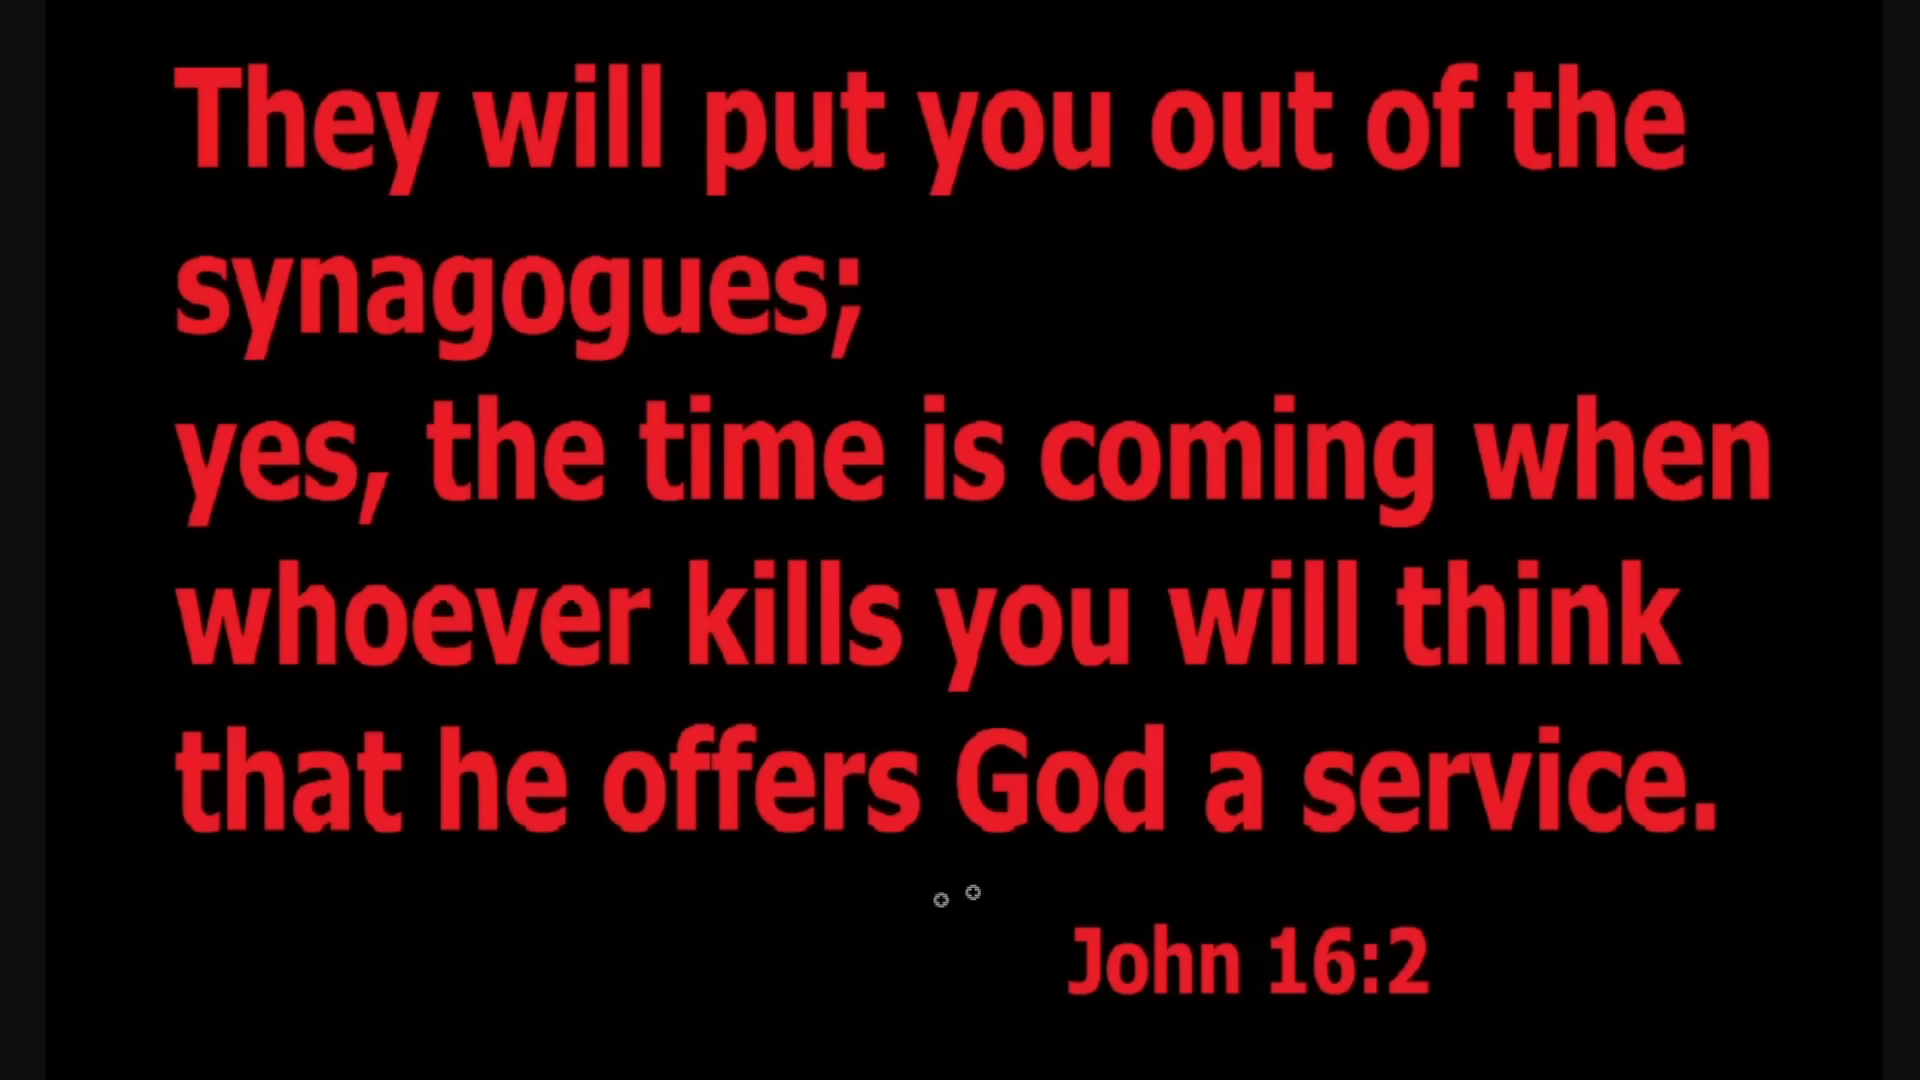 They will put you out of the
synagogues;
yes, the time is coming when
whoever kills you will think
that he offers God a service.
John 16:2